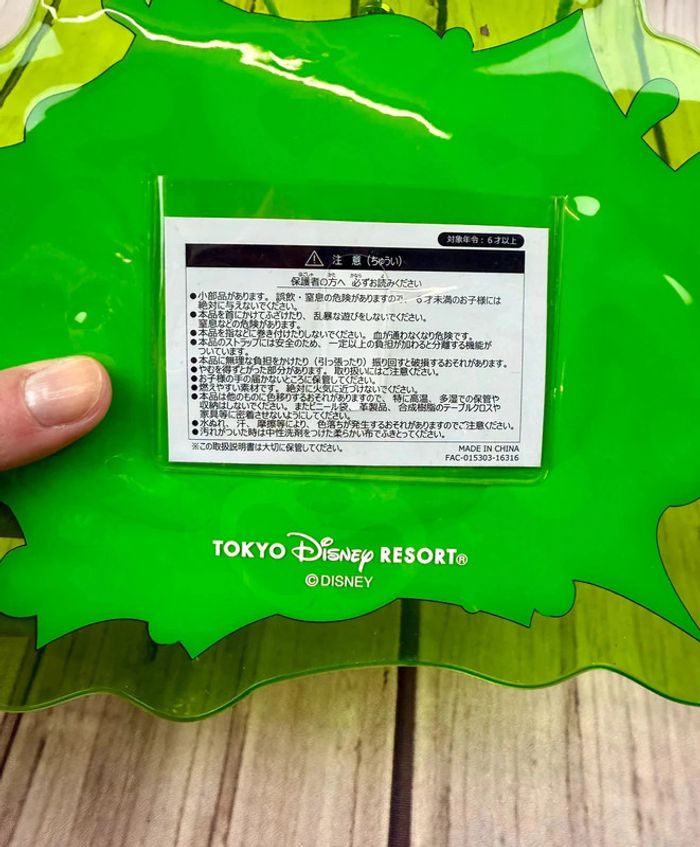 対象年令：6才以上
⚠ 注 意 (ちゅうい)
保護者の方へ 必ずお読みください
●小部品があります。誤飲・窒息の危険がありますので、6才未満のお子様には
絶対に与えないでください。
●本品を首にかけてふざけたり、乱暴な遊びをしないでください。
窒息などの危険があります。
●本品を指などに巻き付けたりしないでください。血が通わなくなり危険です。
●本品のストラップには安全のため、一定以上の負担が加わると分離する機能が
ついています。
●本品に無理な負担をかけたり（引っ張ったり）振り回すと破損するおそれがあります。
●やむを得ずとがった部分があります。取り扱いにはご注意ください。
●お子様の手の届かないところに保管してください。
●燃えやすい素材です。絶対に火気に近づけないでください。
●本品は他のものに色移りするおそれがありますので、特に高温、多湿での保管や
収納はしないでください。またビニール袋、革製品、合成樹脂のテーブルクロスや
家具等に密着させないようにしてください。
●水ぬれ、汗、摩擦等により、色落ちが発生するおそれがありますのでご注意ください。
●汚れがついた時は中性洗剤をつけた柔らかい布でふきとってください。
※この取扱説明書は大切に保管してください。
MADE IN CHINA
FAC-015303-16316
TOKYO Disney RESORT®
©DISNEY